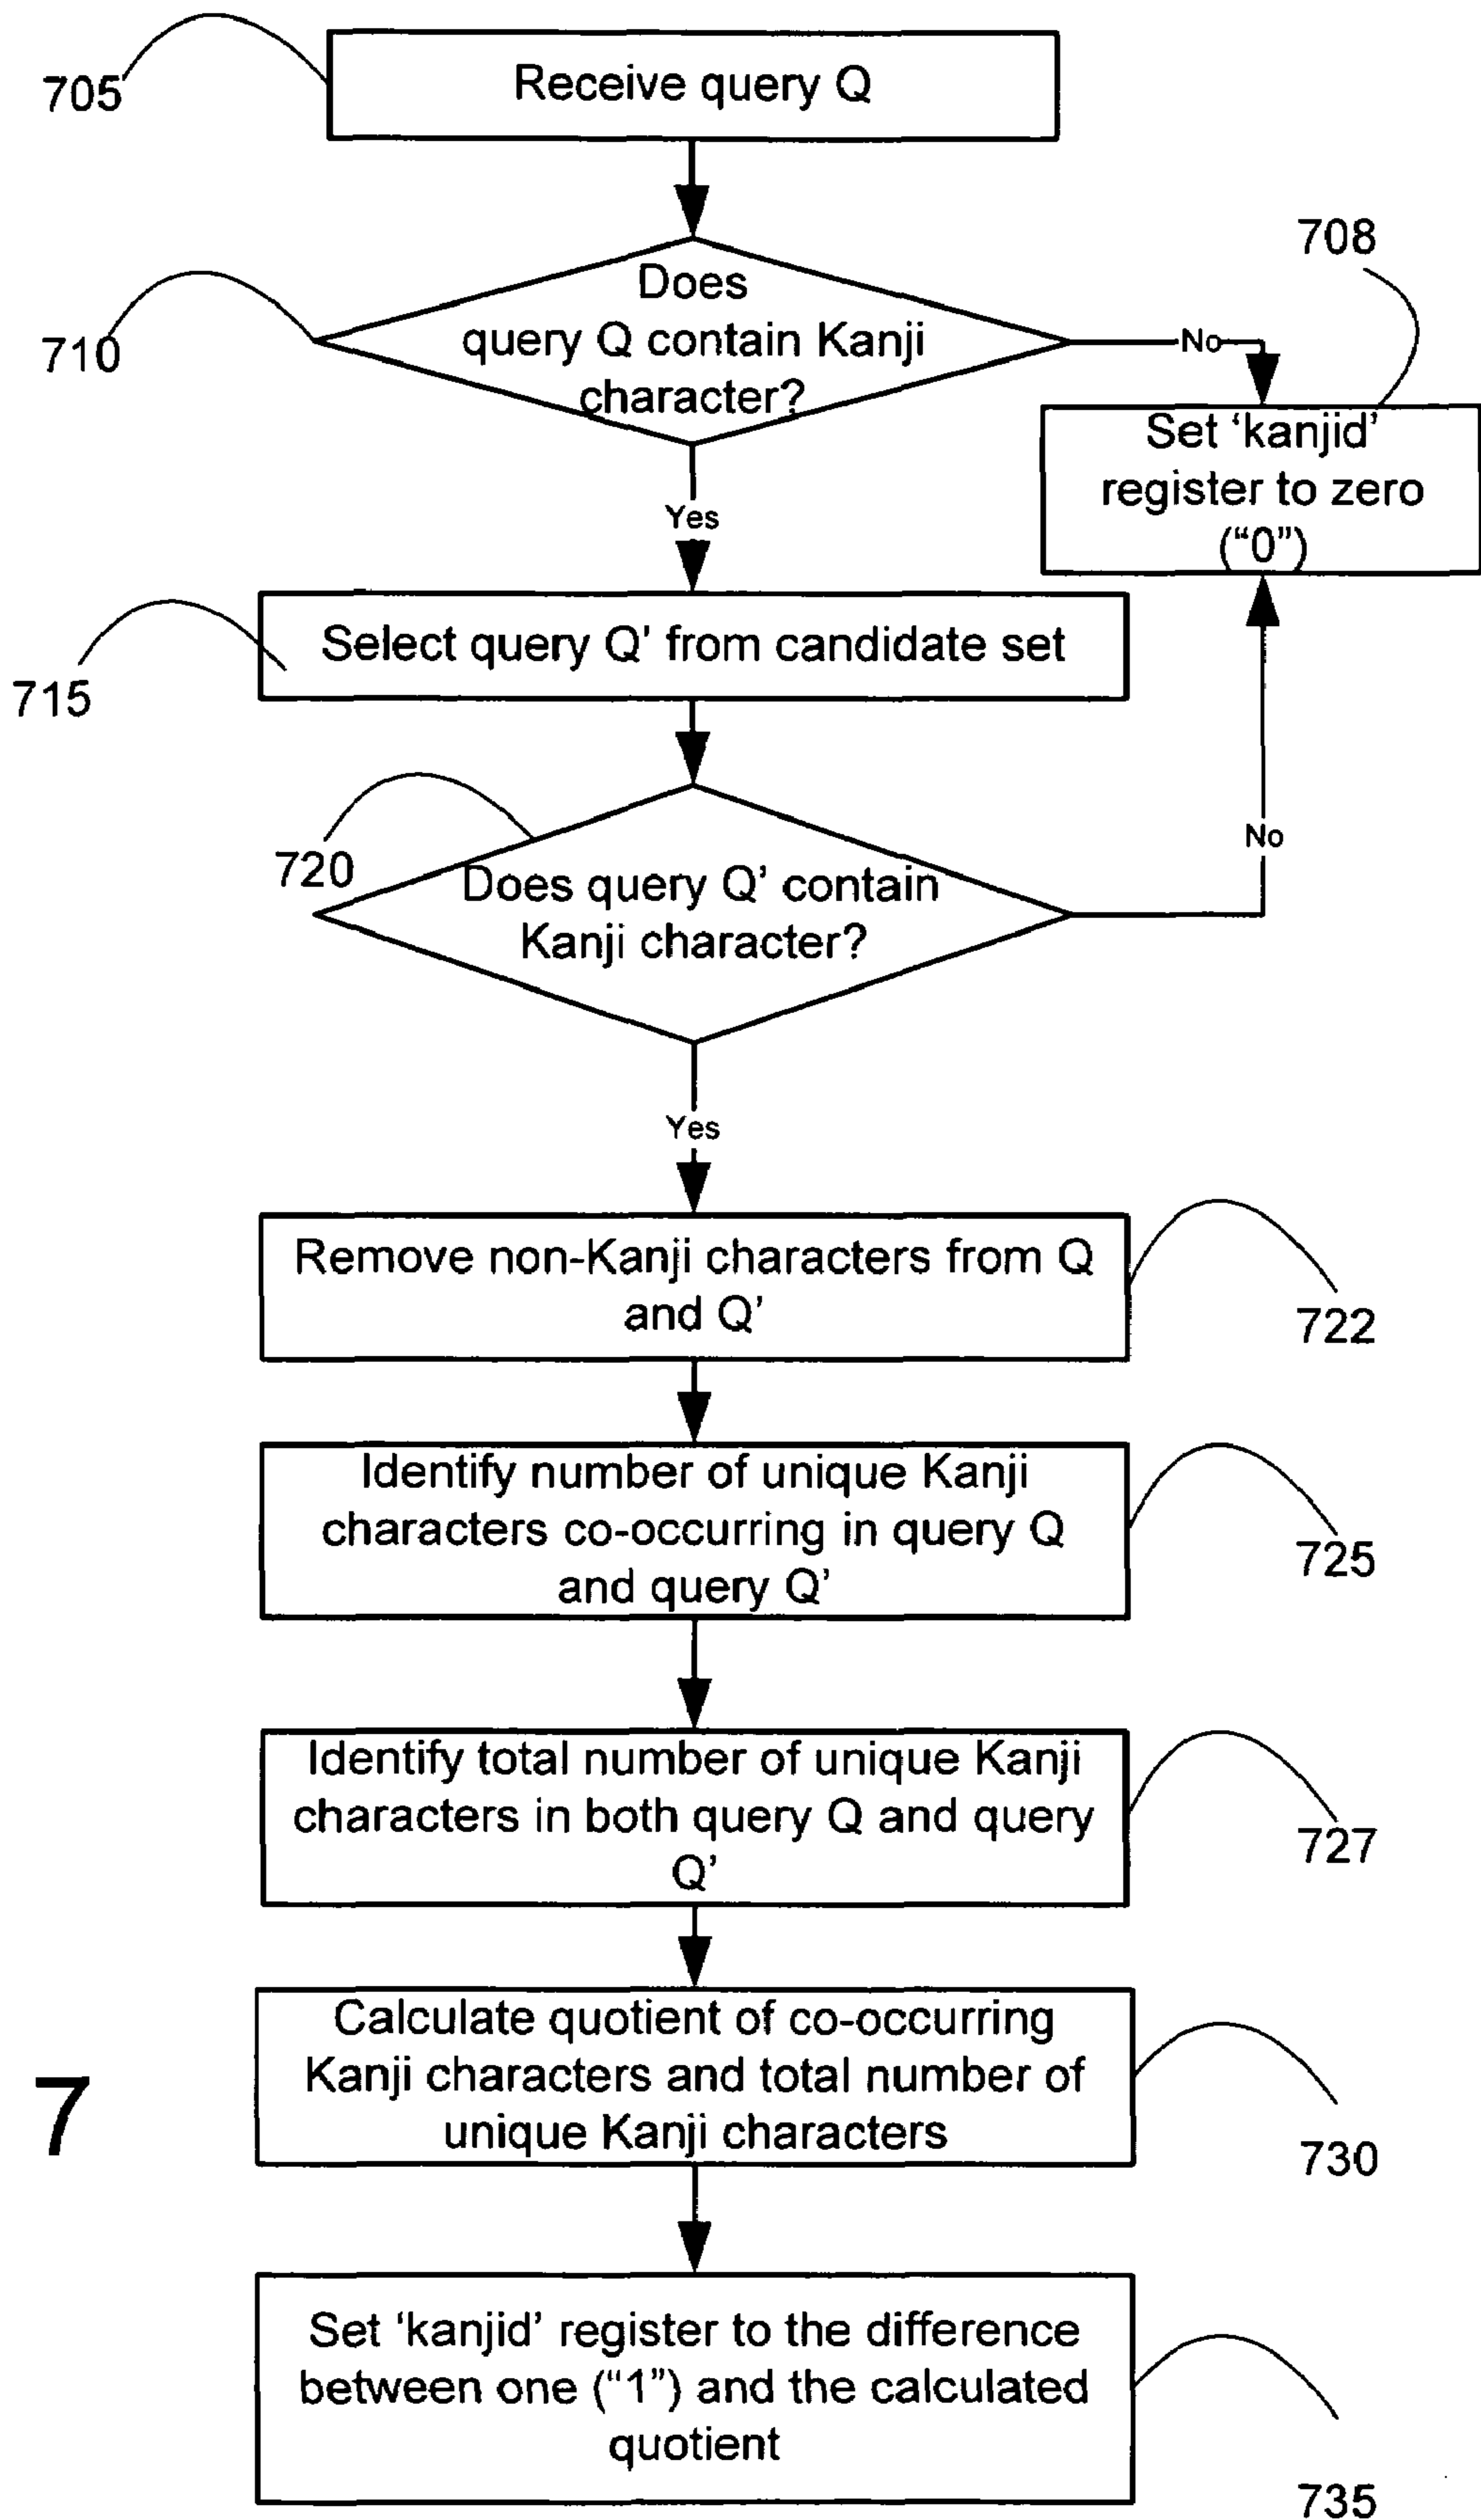 Receive query Q
705
708
Does
query Q contain Kanji
character?
710
No
Set ‘kanjid’
register to zero
(“0”)
Yes
Select query Q' from candidate set
715
720
Does query Q’ contain
Kanji character?
No
Yes
Remove non-Kanji characters from Q
and Q’
722
Identify number of unique Kanji
characters co-occurring in query Q
and query Q’
725
Identify total number of unique Kanji
characters in both query Q and query
Q’
727
Calculate quotient of co-occurring
Kanji characters and total number of
unique Kanji characters
7
730
Set ‘kanjid’ register to the difference
between one (“1”) and the calculated
quotient
735